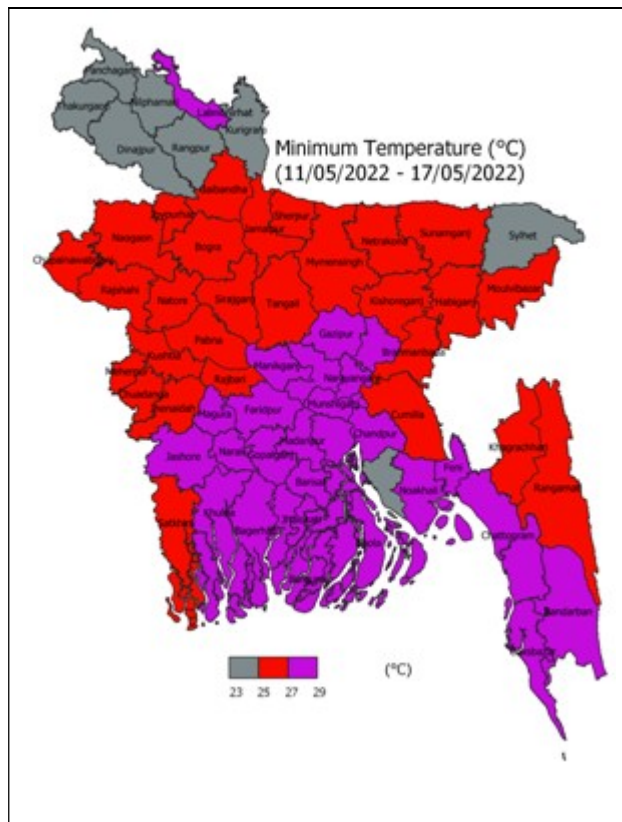 Panchagarh
Thakurgaon
Nilphamari
Lalmonirhat
Kurigram
Dinajpur
Rangpur
Minimum Temperature (°C)
(11/05/2022 - 17/05/2022)
Gaibandha
Sylhet
Joypurhat
Sherpur
Sunamganj
Naogaon
Jamalpur
Netrakona
Bogra
Mymensingh
Chapainawabganj
Rajshahi
Moulvibazar
Natore
Sirajganj
Tangail
Kishoreganj
Habiganj
Gazipur
Pabna
Brahmanbaria
Kushtia
Manikganj
Meherpur
Narayanganj
Rajbari
Chuadanga
Jhenaidah
Magura
Faridpur
Munshiganj
Cumilla
Chandpur
Khagrachhari
Madaripur
Jashore
Narail
Gopalganj
Feni
Barisal
Rangamati
Noakhali
Satkhira
Khulna
Bagerhat
Jhalokati
Bhola
Chattogram
Bandarban
(°C)
23 25 27 29